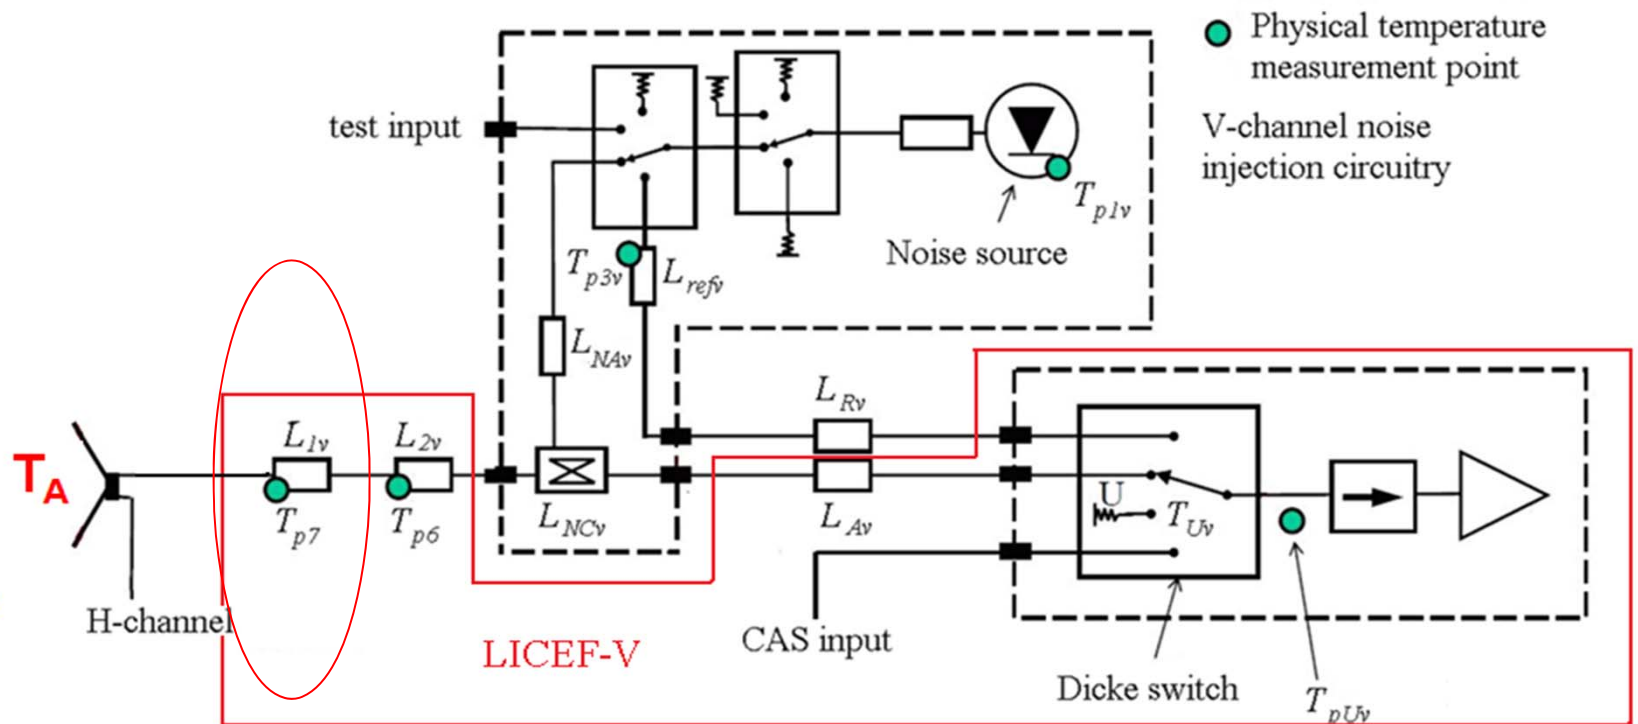 Physical temperature
measurement point
V-channel noise
injection circuitry
test input
T_p1v
Noise source
T_p3v
L_refv
L_NAv
L_Rv
T_A
L_1v
L_2v
T_p7
T_p6
L_NCv
L_Av
U
T_Uv
H-channel
LICEF-V
CAS input
Dicke switch
T_pUv